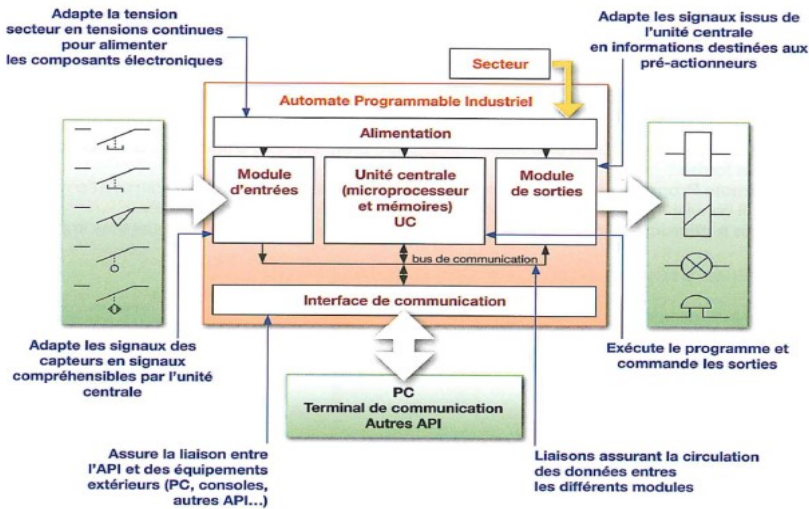 Adapte la tension
secteur en tensions continues
pour alimenter
les composants électroniques
Adapte les signaux issus de
l'unité centrale
en informations destinées aux
pré-actionneurs
Secteur
Automate Programmable Industriel
Alimentation
Module
d'entrées
Unité centrale
(microprocesseur
et mémoires)
UC
Module
de sorties
bus de communication
Interface de communication
Adapte les signaux des
capteurs en signaux
compréhensibles par l'unité
centrale
Exécute le programme et
commande les sorties
PC
Terminal de communication
Autres API
Assure la liaison entre
l'API et des équipements
extérieurs (PC, consoles,
autres API...)
Liaisons assurant la circulation
des données entres
les différents modules